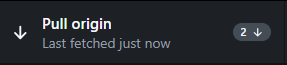 Pull origin
Last fetched just now
2 ↓